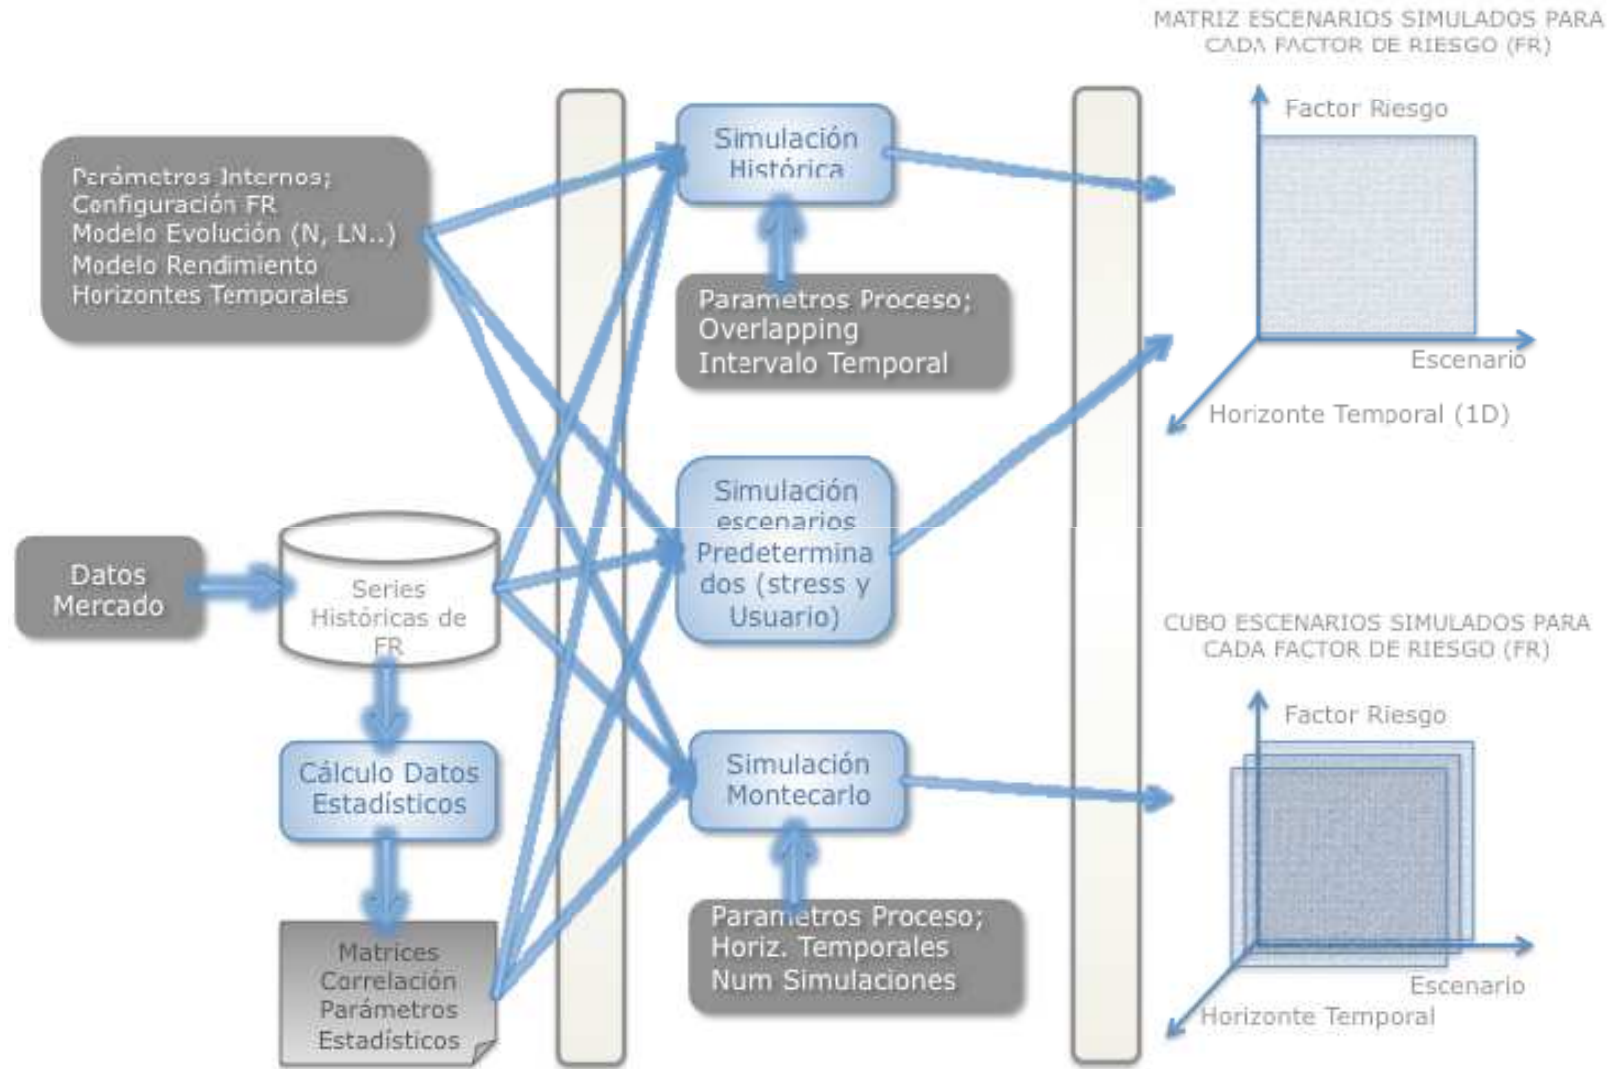 MATRIZ ESCENARIOS SIMULADOS PARA
CADA FACTOR DE RIESGO (FR)
Factor Riesgo
Escenario
Horizonte Temporal (1D)
Parámetros Internos;
Configuración FR
Modelo Evolución (N, LN..)
Modelo Rendimiento
Horizontes Temporales
Simulación
Histórica
Parametros Proceso;
Overlapping
Intervalo Temporal
Datos
Mercado
Series
Históricas de
FR
Simulación
escenarios
Predetermina
dos (stress y
Usuario)
Cálculo Datos
Estadísticos
Matrices
Correlación
Parámetros
Estadísticos
Simulación
Montecarlo
Parametros Proceso;
Horiz. Temporales
Num Simulaciones
CUBO ESCENARIOS SIMULADOS PARA
CADA FACTOR DE RIESGO (FR)
Factor Riesgo
Escenario
Horizonte Temporal